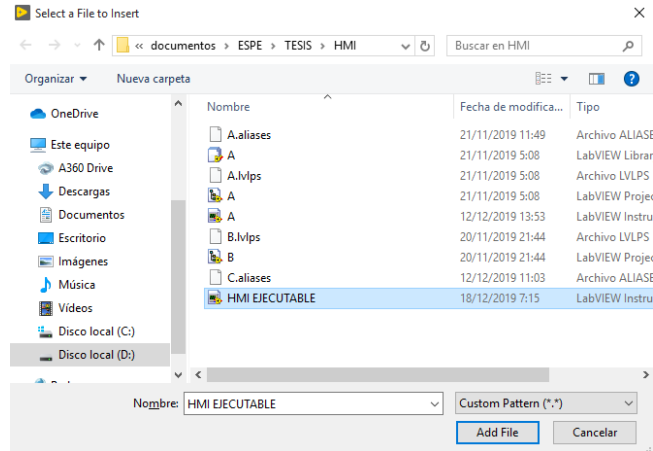 Select a File to Insert
« documentos > ESPE > TESIS > HMI
Buscar en HMI
Organizar
Nueva carpeta
Nombre Fecha de modifica... Tipo
OneDrive
Este equipo
A360 Drive
Descargas
Documentos
Escritorio
Imágenes
Música
Vídeos
Disco local (C:)
Disco local (D:)
A.aliases 21/11/2019 11:49 Archivo ALIASE
A 21/11/2019 5:08 LabVIEW Librar
A.lvlps 21/11/2019 5:08 Archivo LVLPS
A 21/11/2019 5:08 LabVIEW Projec
A 12/12/2019 13:53 LabVIEW Instru
B.lvlps 20/11/2019 21:44 Archivo LVLPS
B 20/11/2019 21:44 LabVIEW Projec
C.aliases 12/12/2019 11:03 Archivo ALIASE
HMI EJECUTABLE 18/12/2019 7:15 LabVIEW Instru
Nombre: HMI EJECUTABLE
Custom Pattern (*.*)
Add File
Cancelar